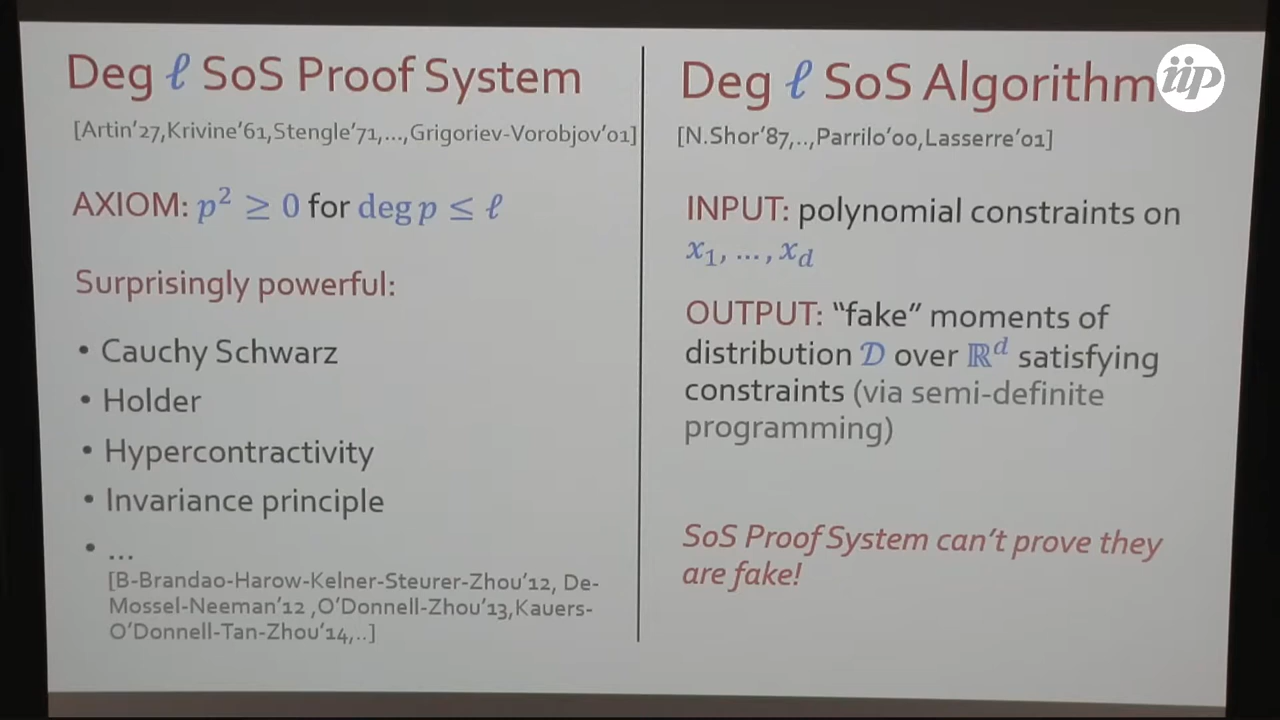 Deg ℓ SoS Proof System
[Artin'27,Krivine'61,Stengle'71,...,Grigoriev-Vorobjov'01]
AXIOM: p² ≥ 0 for deg p ≤ ℓ
Surprisingly powerful:
• Cauchy Schwarz
• Holder
• Hypercontractivity
• Invariance principle
• ...
[B-Brandao-Harow-Kelner-Steurer-Zhou'12, De-
Mossel-Neeman'12 ,O'Donnell-Zhou'13,Kauers-
O'Donnell-Tan-Zhou'14,..]
Deg ℓ SoS Algorithm
[N.Shor'87,..,Parrilo'00,Lasserre'01]
INPUT: polynomial constraints on
x₁, ... , x_d
OUTPUT: “fake” moments of
distribution 𝒟 over ℝᵈ satisfying
constraints (via semi-definite
programming)
SoS Proof System can't prove they
are fake!
iip